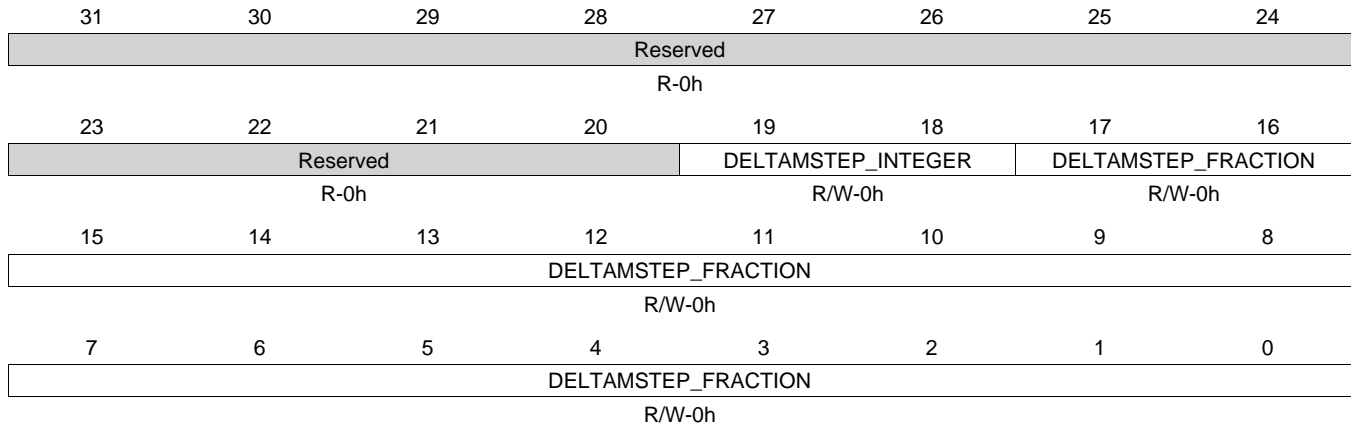 31 30 29 28 27 26 25 24
Reserved
R-0h
23 22 21 20 19 18 17 16
Reserved DELTAMSTEP_INTEGER DELTAMSTEP_FRACTION
R-0h R/W-0h R/W-0h
15 14 13 12 11 10 9 8
DELTAMSTEP_FRACTION
R/W-0h
7 6 5 4 3 2 1 0
DELTAMSTEP_FRACTION
R/W-0h